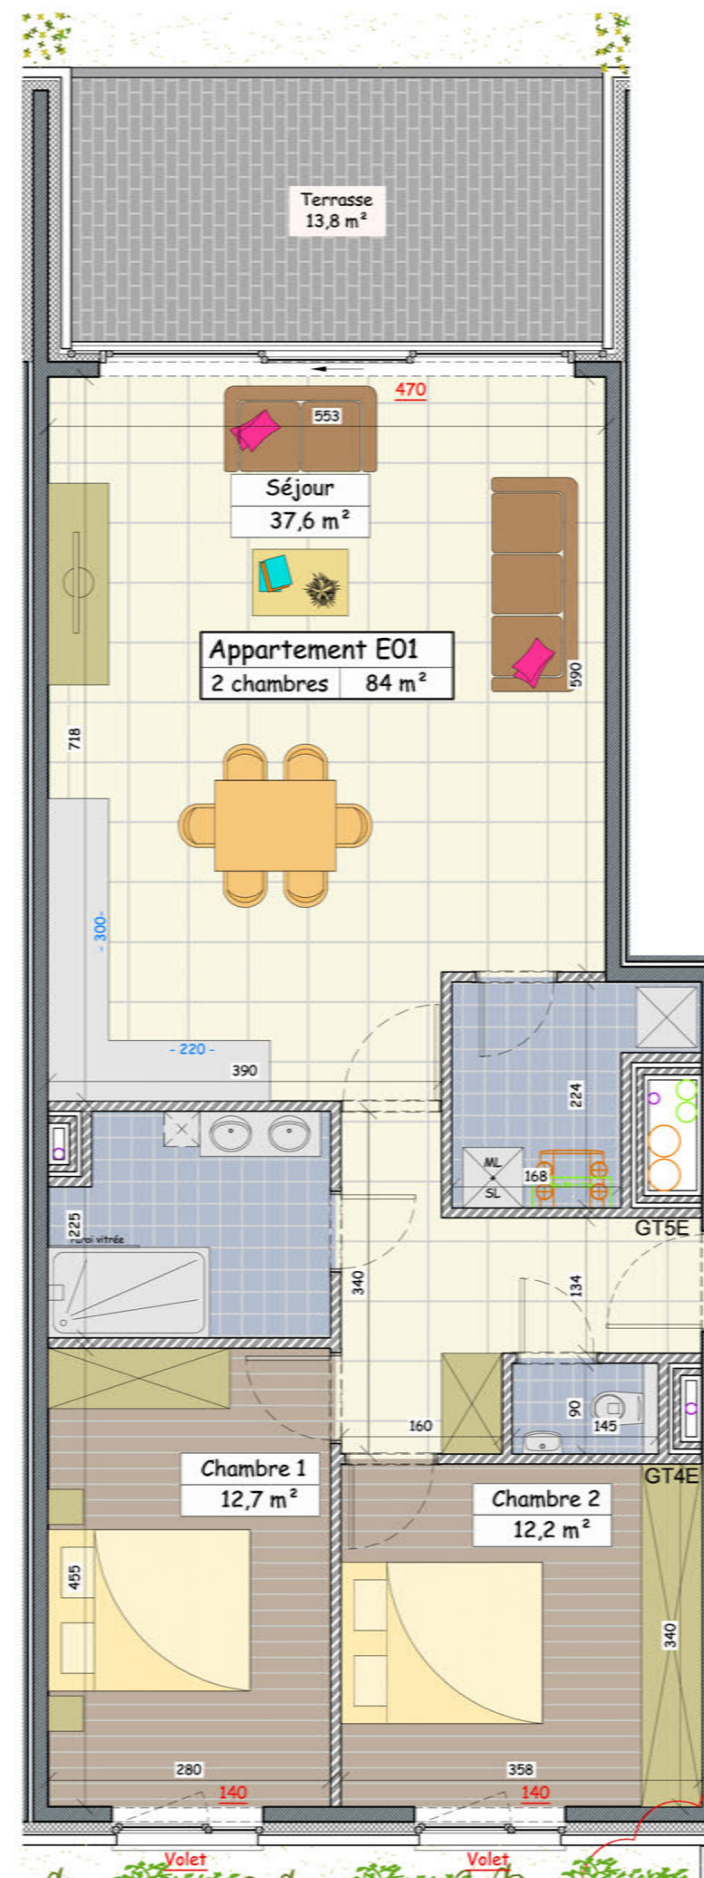 Terrasse
13,8 m²
470
553
Séjour
37,6 m²
Appartement E01
2 chambres 84 m²
590
718
- 300-
- 220 -
390
224
ML
SL
168
GT5E
225
Paroi vitrée
340
134
90
160
145
GT4E
Chambre 1
12,7 m²
Chambre 2
12,2 m²
455
340
280
358
140
140
Volet
Volet